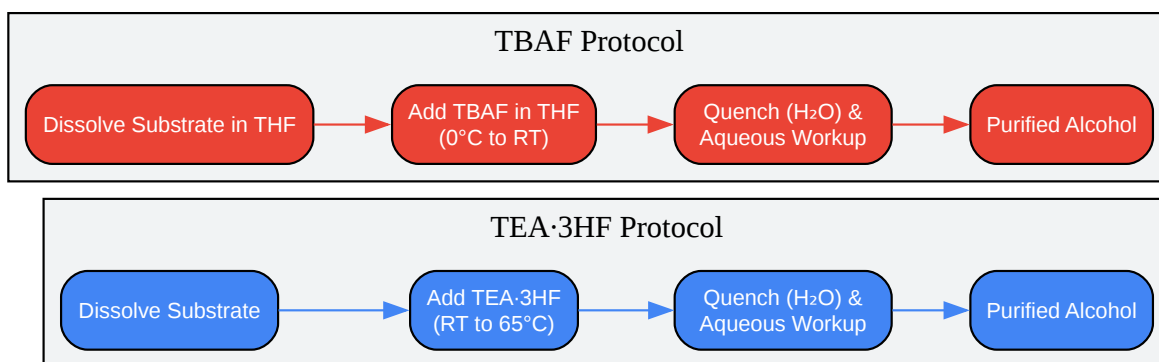 TBAF Protocol
Dissolve Substrate in THF
Add TBAF in THF
(0°C to RT)
Quench (H₂O) &
Aqueous Workup
Purified Alcohol
TEA·3HF Protocol
Dissolve Substrate
Add TEA·3HF
(RT to 65°C)
Quench (H₂O) &
Aqueous Workup
Purified Alcohol